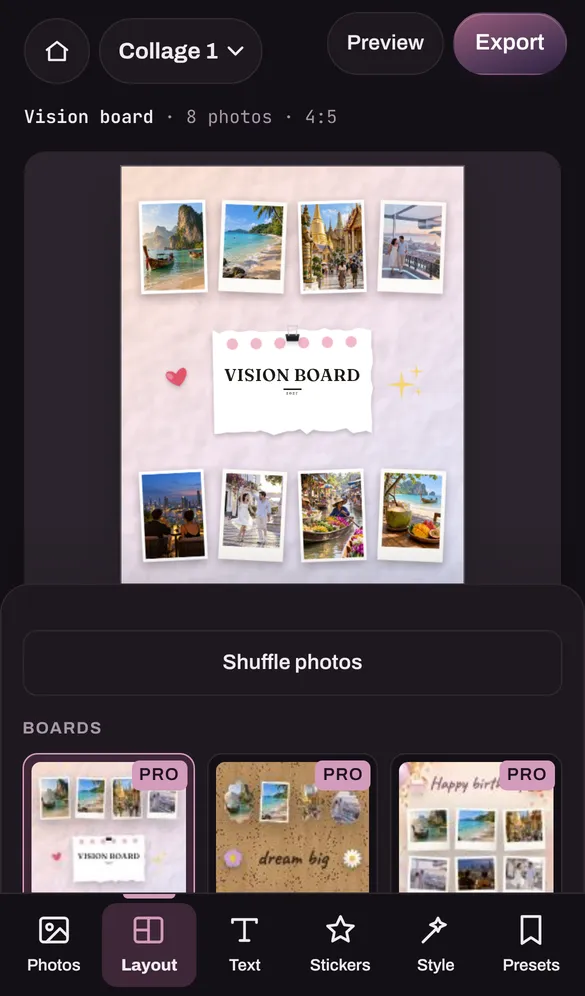 Collage 1
Preview
Export
Vision board · 8 photos · 4:5
VISION BOARD
2027
Shuffle photos
BOARDS
PRO
PRO
PRO
VISION BOARD
dream big
Happy birth
Photos
Layout
Text
Stickers
Style
Presets